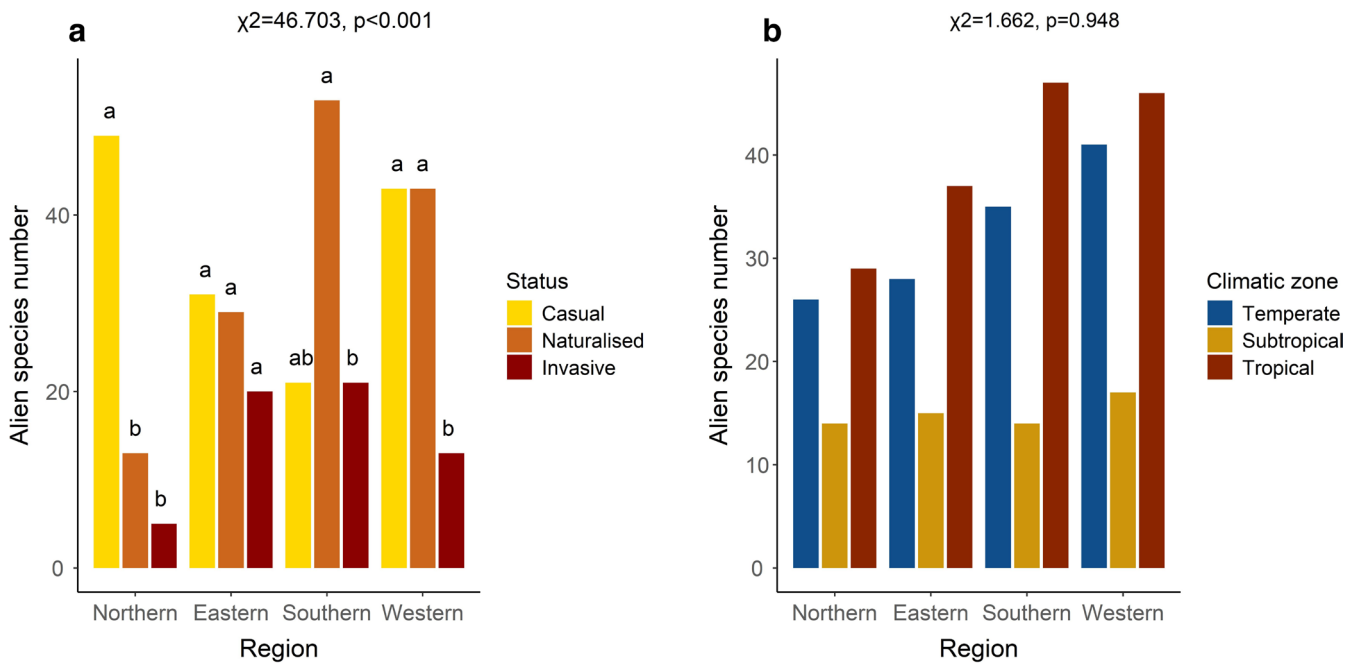 a
χ2=46.703, p<0.001
Alien species number
40
20
0
a
b
b
a
a
a
ab
a
b
a
a
b
Northern Eastern Southern Western
Region
Status
Casual
Naturalised
Invasive
b
χ2=1.662, p=0.948
Alien species number
40
30
20
10
0
Northern Eastern Southern Western
Region
Climatic zone
Temperate
Subtropical
Tropical